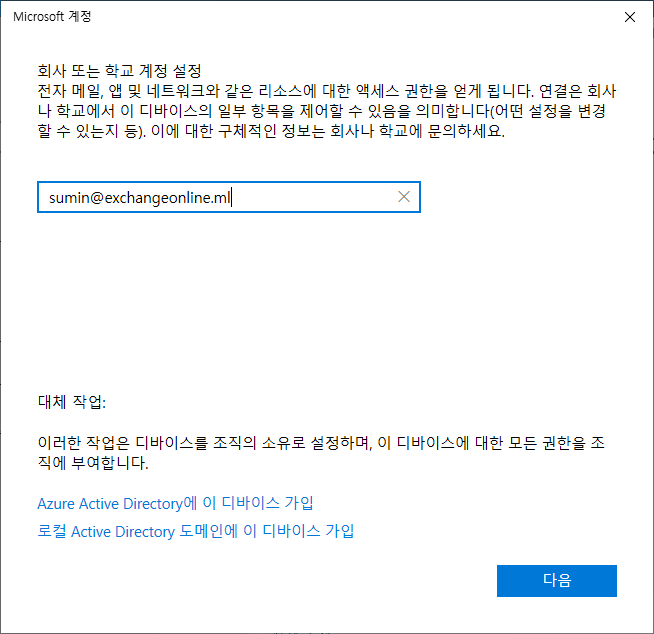 Microsoft 계정
회사 또는 학교 계정 설정
전자 메일, 앱 및 네트워크와 같은 리소스에 대한 액세스 권한을 얻게 됩니다. 연결은 회사
나 학교에서 이 디바이스의 일부 항목을 제어할 수 있음을 의미합니다(어떤 설정을 변경
할 수 있는지 등). 이에 대한 구체적인 정보는 회사나 학교에 문의하세요.
sumin@exchangeonline.ml
대체 작업:
이러한 작업은 디바이스를 조직의 소유로 설정하며, 이 디바이스에 대한 모든 권한을 조
직에 부여합니다.
Azure Active Directory에 이 디바이스 가입
로컬 Active Directory 도메인에 이 디바이스 가입
다음